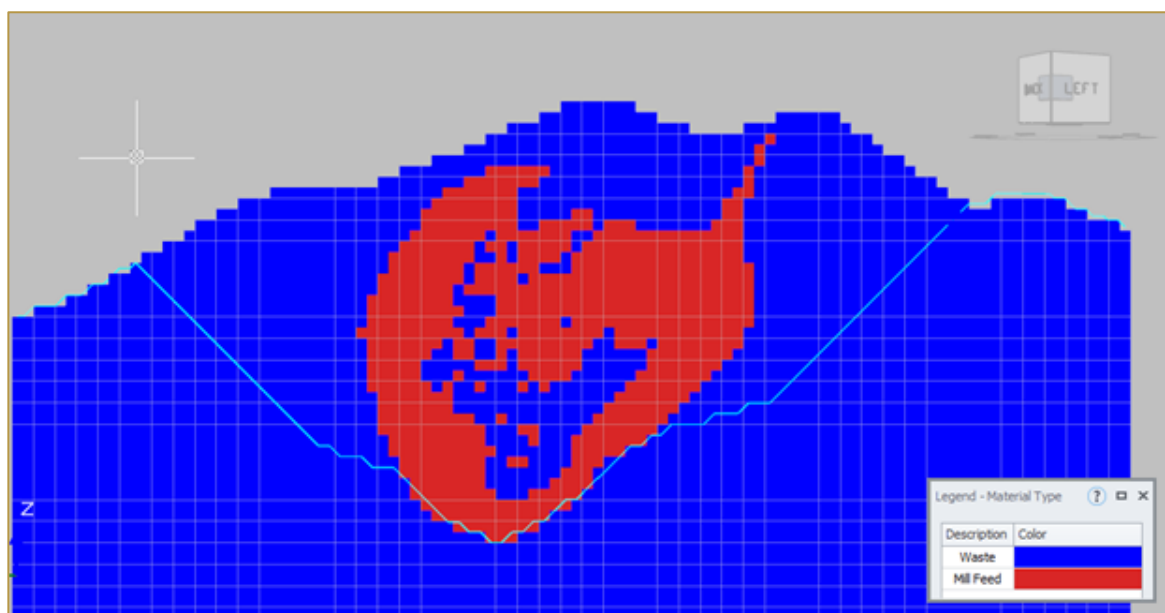 LEFT
Z
Legend - Material Type
Description Color
Waste
Mill Feed